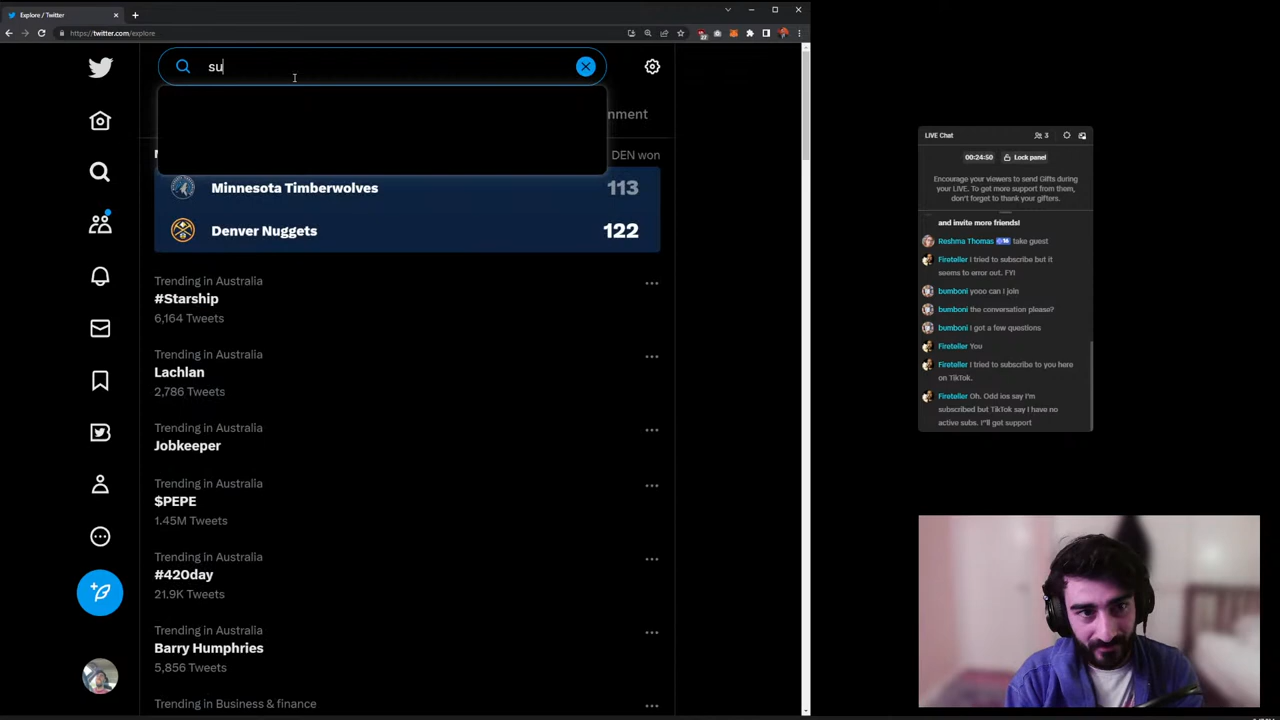 Explore / Twitter
https://twitter.com/explore
su
nment
DEN won
Minnesota Timberwolves 113
Denver Nuggets 122
Trending in Australia
#Starship
6,164 Tweets
Trending in Australia
Lachlan
2,786 Tweets
Trending in Australia
Jobkeeper
Trending in Australia
$PEPE
1.45M Tweets
Trending in Australia
#420day
21.9K Tweets
Trending in Australia
Barry Humphries
5,856 Tweets
Trending in Business & finance
LIVE Chat 3
00:24:50 Lock panel
Encourage your viewers to send Gifts during
your LIVE. To get more support from them,
don't forget to thank your gifters.
and invite more friends!
Reshma Thomas 16 take guest
Fireteller I tried to subscribe but it
seems to error out. FYI
bumboni yooo can I join
bumboni the conversation please?
bumboni I got a few questions
Fireteller You
Fireteller I tried to subscribe to you here
on TikTok.
Fireteller Oh. Odd ios say I'm
subscribed but TikTok say I have no
active subs. I"ll get support